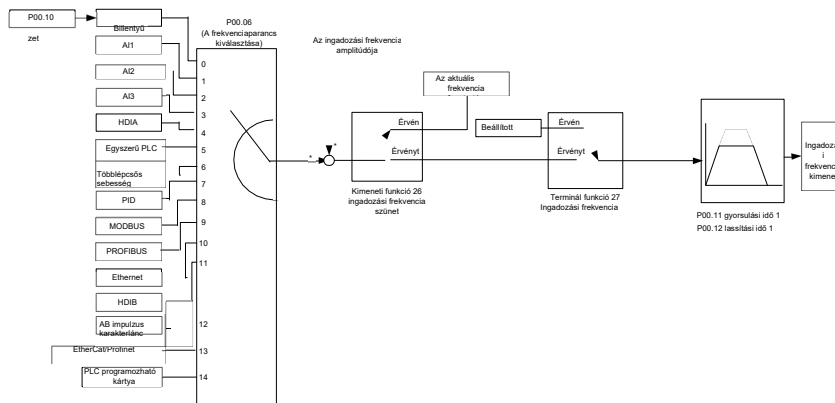 P00.10
zet
Billentyű
AI1
AI2
AI3
HDIA
Egyszerű PLC
Többlépcsős
sebesség
PID
MODBUS
PROFIBUS
Ethernet
HDIB
AB impulzus
karakterlánc
EtherCat/Profinet
PLC programozható
kártya
P00.06
(A frekvenciaparancs
kiválasztása)
0
1
2
3
4
5
6
7
8
9
10
11
12
13
14
Az ingadozási frekvencia
amplitúdója
*
*
Az aktuális
frekvencia
Érvén
Érvényt
Kimeneti funkció 26
ingadozási frekvencia
szünet
Beállított
Érvén
Érvényt
Terminál funkció 27
Ingadozási frekvencia
P00.11 gyorsulási idő 1
P00.12 lassítási idő 1
Ingadozá
i
frekvenc
kimene